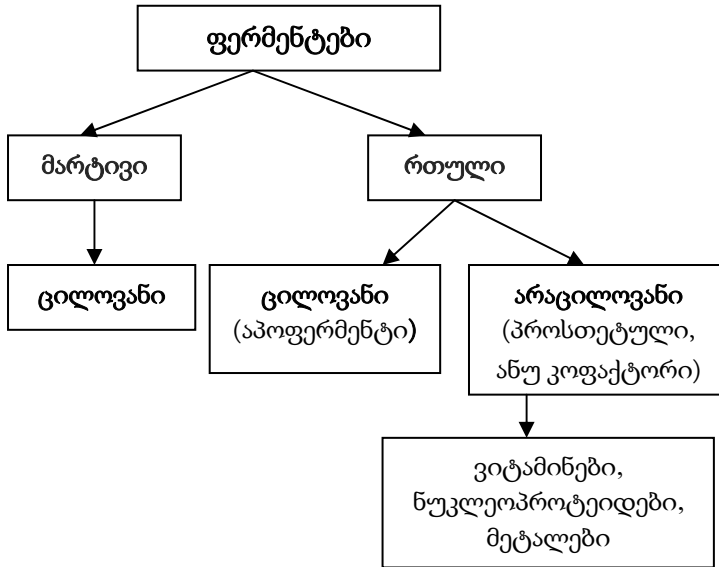 ფერმენტები
მარტივი
რთული
ცილოვანი
ცილოვანი
(აპოფერმენტი)
არაცილოვანი
(პროსთეტული,
ანუ კოფაქტორი)
ვიტამინები,
ნუკლეოპროტეიდები,
მეტალები